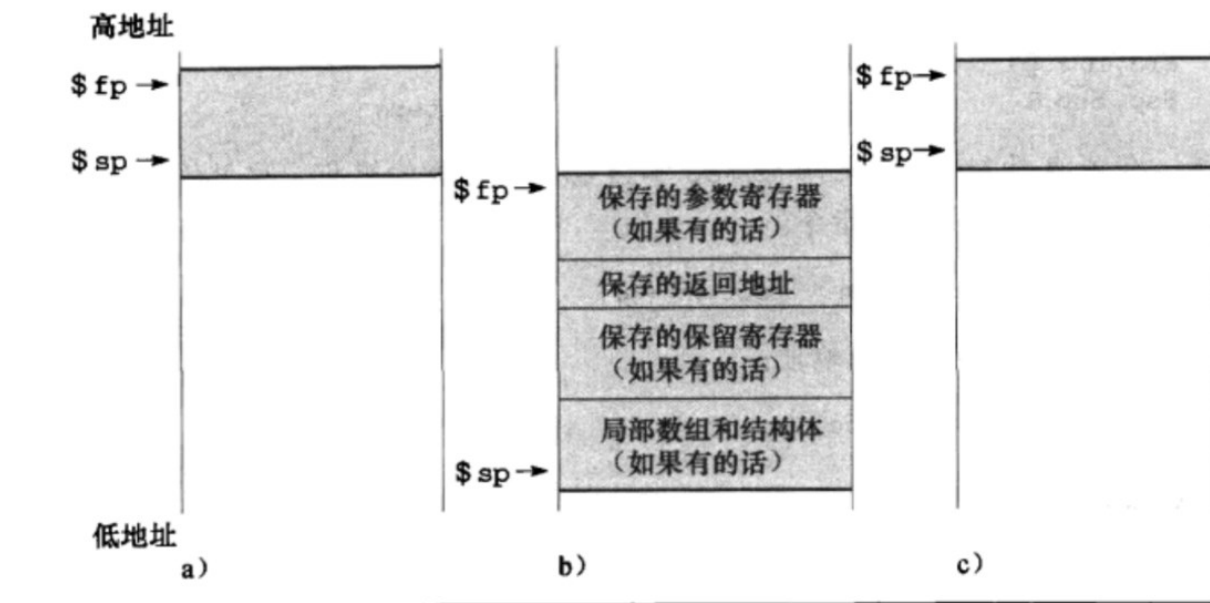 高地址
$fp
$sp
$fp
保存的参数寄存器
（如果有的话）
保存的返回地址
保存的保留寄存器
（如果有的话）
局部数组和结构体
（如果有的话）
$sp
$fp
$sp
低地址
a）
b）
c）